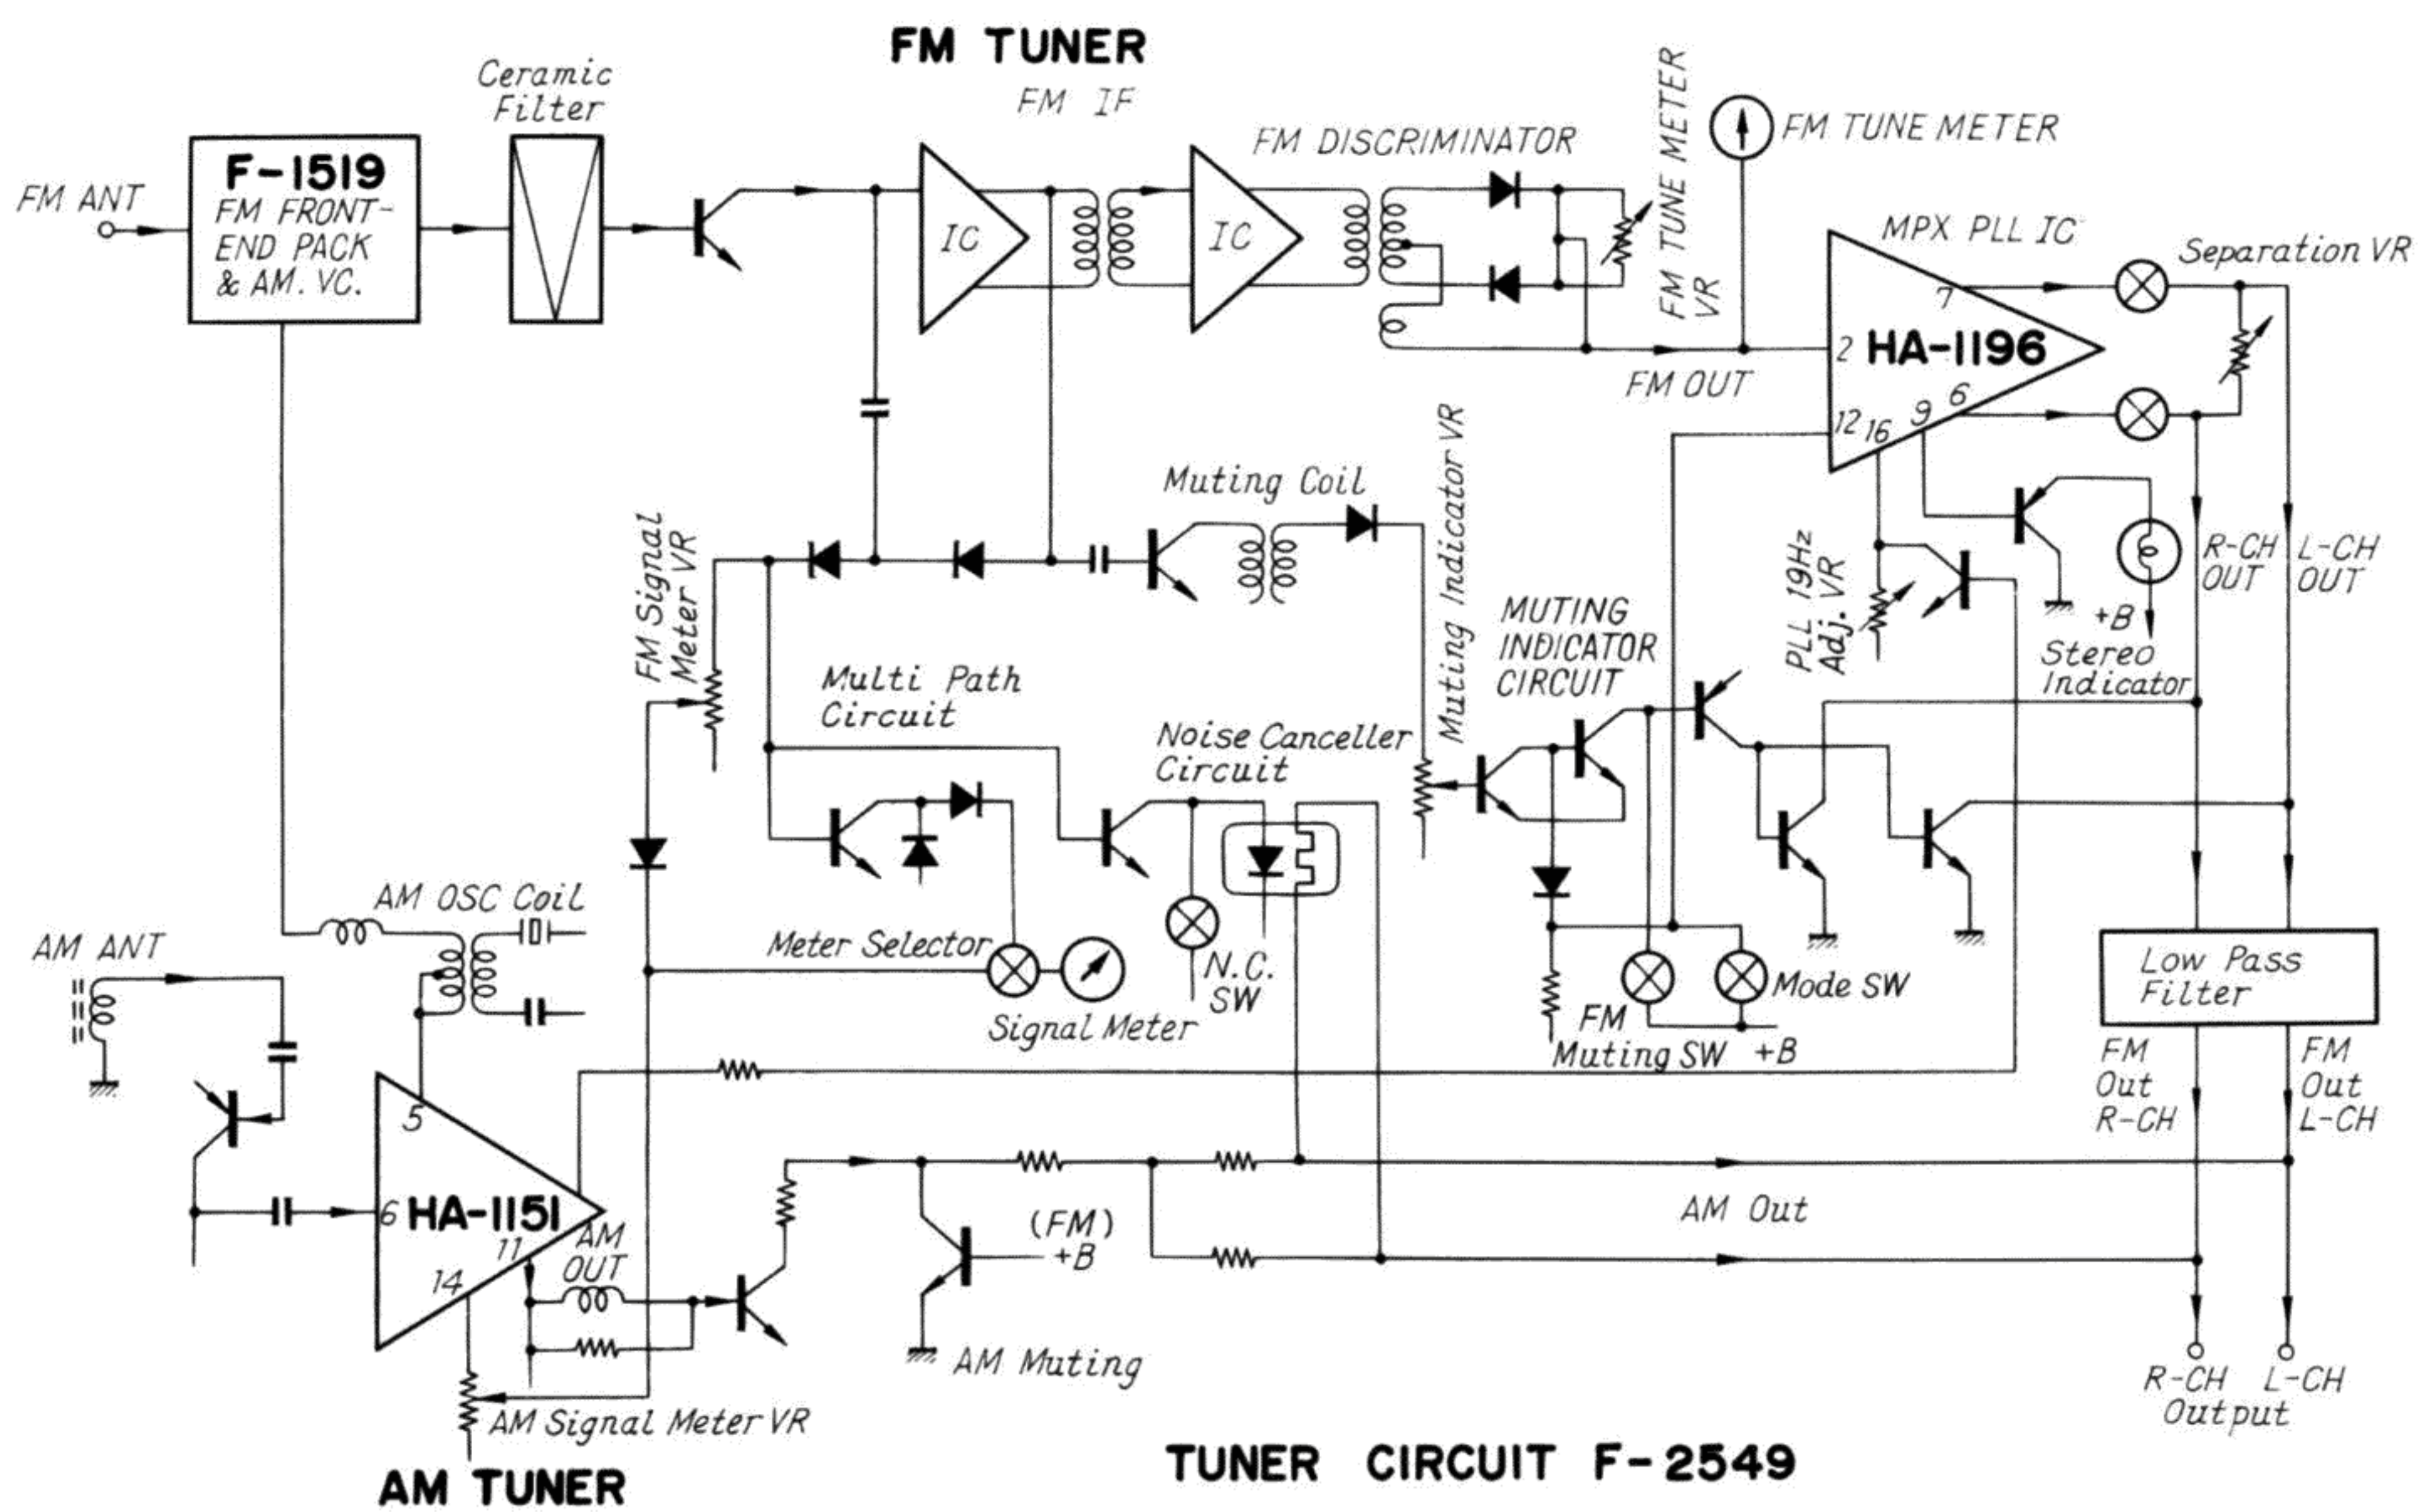 FM TUNER
Ceramic
Filter
FM IF
F-1519
FM FRONT-
END PACK
& AM. VC.
FM ANT
IC
IC
FM DISCRIMINATOR
FM TUNE METER
VR
FM TUNE METER
MPX PLL IC
Separation VR
7
2
HA-1196
6
9
12
16
FM OUT
Muting Coil
Muting Indicator VR
FM Signal
Meter VR
PLL 19Hz
Adj. VR
R-CH
OUT
L-CH
OUT
+B
Stereo
Indicator
MUTING
INDICATOR
CIRCUIT
Multi Path
Circuit
Noise Canceller
Circuit
AM OSC Coil
AM ANT
Meter Selector
N.C.
SW
Signal Meter
FM
Muting SW
+B
Mode SW
Low Pass
Filter
FM
Out
R-CH
FM
Out
L-CH
5
6
HA-1151
11
14
AM
OUT
(FM)
+B
AM Out
AM Muting
AM Signal Meter VR
R-CH
L-CH
Output
TUNER CIRCUIT F-2549
AM TUNER